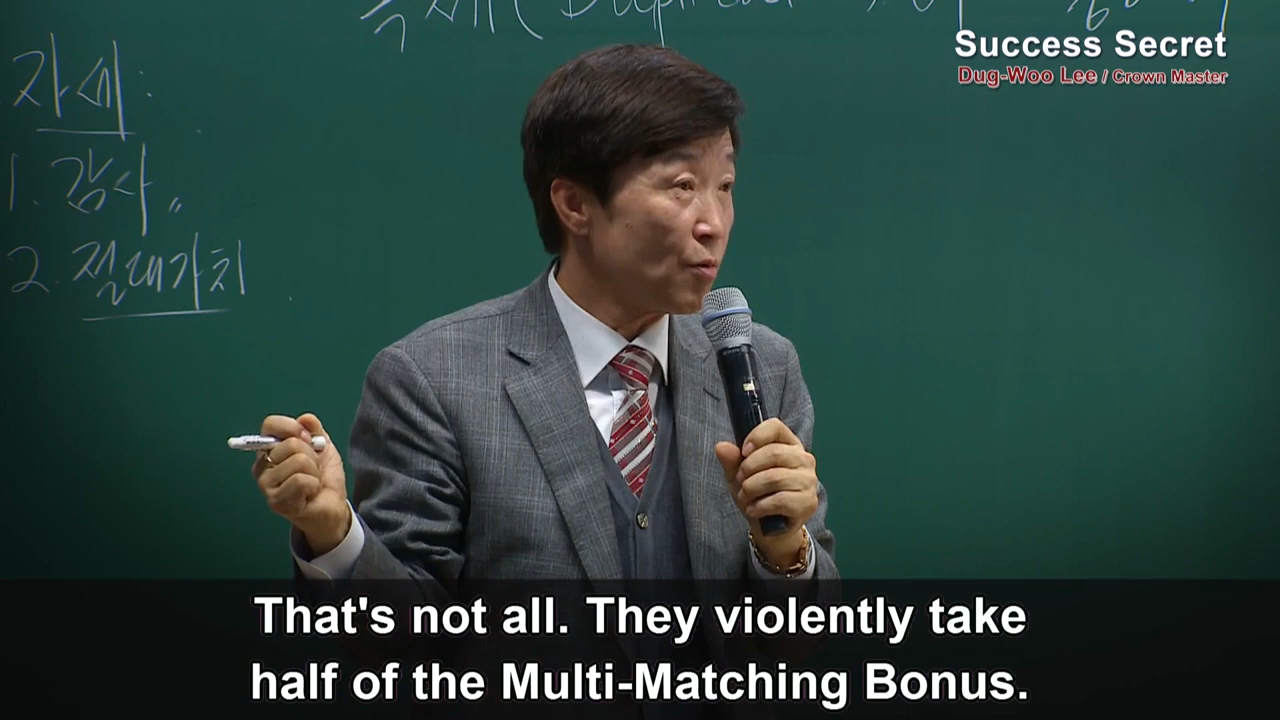 Success Secret
Dug-Woo Lee / Crown Master
자세:
1. 감사
2. 절대가치
That's not all. They violently take
half of the Multi-Matching Bonus.